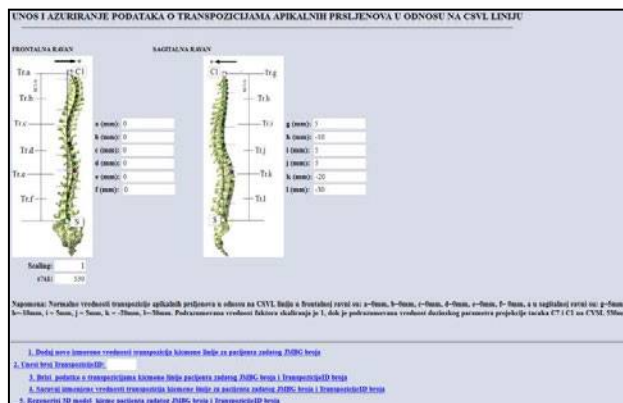 UNOS I AZURIRANJE PODATAKA O TRANSPOZICIJAMA APIKALNIH PRSLJENOVA U ODNOSU NA CSVL LINIJU
FRONTALNA RAVAN SAGITALNA RAVAN
Tr.a C1 C1 Tr.g
Tr.b Tr.h
Tr.c a (mm): 0 Tr.i g (mm): 5
b (mm): 0 h (mm): -10
Tr.d c (mm): 0 Tr.j i (mm): 5
d (mm): 0 j (mm): 5
Tr.e e (mm): 0 Tr.k k (mm): -20
Tr.f f (mm): 0 Tr.l l (mm): -30
S S
Scaling: 1
530
Napomena: Normalne vrednosti transpozicije apikalnih prsljenova u odnosu na CSVL liniju u frontalnoj ravni su: a=0mm, b=0mm, c=0mm, d=0mm, e=0mm, f= 0mm, a u sagitalnoj ravni su: g=5mm,
h=-10mm, i = 5mm, j = 5mm, k = -20mm, l=-30mm. Podrazumevana vrednost faktora skaliranja je 1, dok je podrazumevana vrednost duzinskog parametra projekcije tacaka C7 i C1 na CVSL 530mm
1. Dodaj nove izmerene vrednosti transpozicija kicmene linije za pacijenta zadatog JMBG broja
2. Unesi broj TranspozicijeID:
3. Brisi podatke o transpozicijama kicmene linije pacijenta zadatog JMBG broja i TranspozicijeID broja
4. Sacuvaj izmenjene vrednosti transpozicija kicmene linije za pacijenta zadatog JMBG broja i TranspozicijeID broja
5. Regenerisi 3D model kicme pacijenta zadatog JMBG broja i TranspozicijeID broja